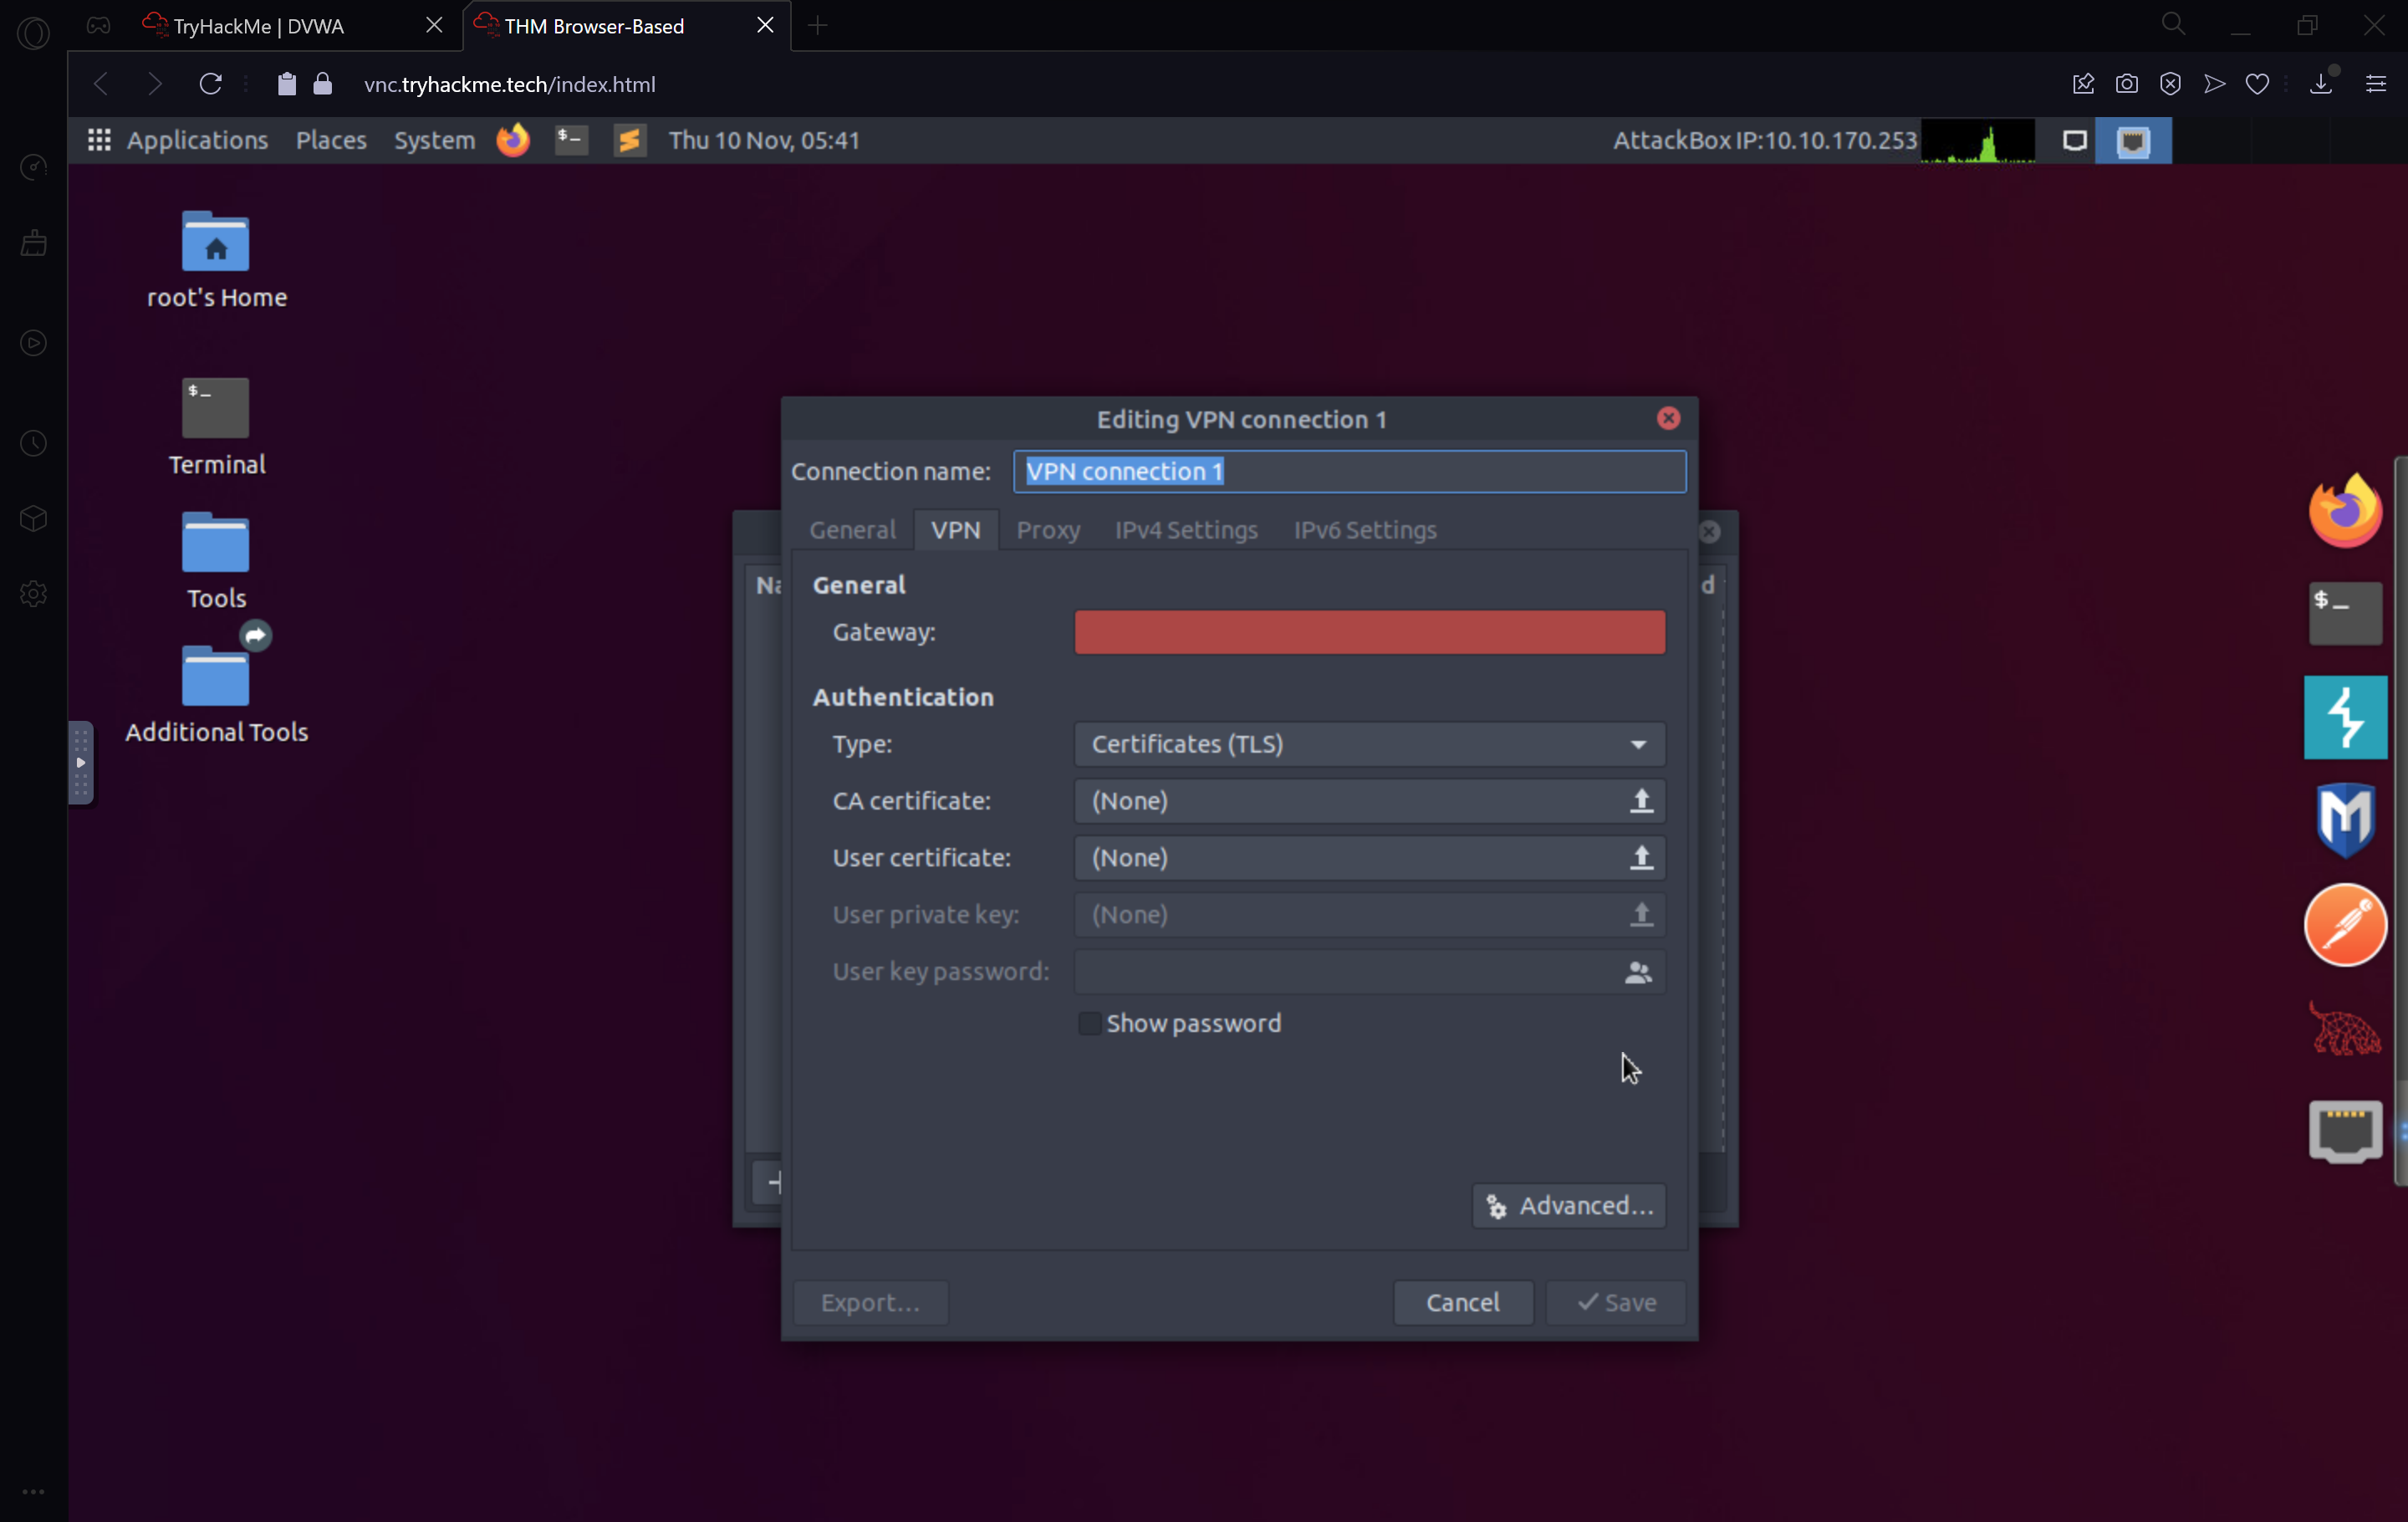 TryHackMe | DVWA
THM Browser-Based
vnc.tryhackme.tech/index.html
Applications Places System Thu 10 Nov, 05:41 AttackBox IP:10.10.170.253
root's Home
$_
Terminal
Tools
Additional Tools
Editing VPN connection 1
Connection name: VPN connection 1
General VPN Proxy IPv4 Settings IPv6 Settings
Na
d
General
Gateway:
Authentication
Type: Certificates (TLS)
CA certificate: (None)
User certificate: (None)
User private key: (None)
User key password:
Show password
Advanced...
Export... Cancel Save
$_